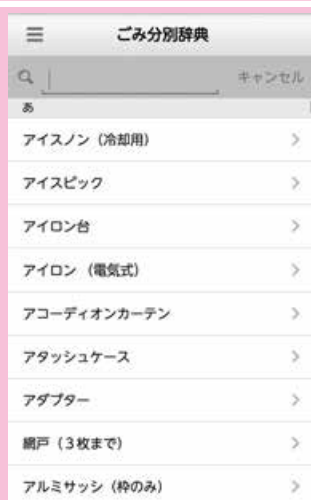 ごみ分別辞典
キャンセル
あ
アイスノン（冷却用）
アイスピック
アイロン台
アイロン （電気式）
アコーディオンカーテン
アタッシュケース
アダプター
網戸（３枚まで）
アルミサッシ（枠のみ）